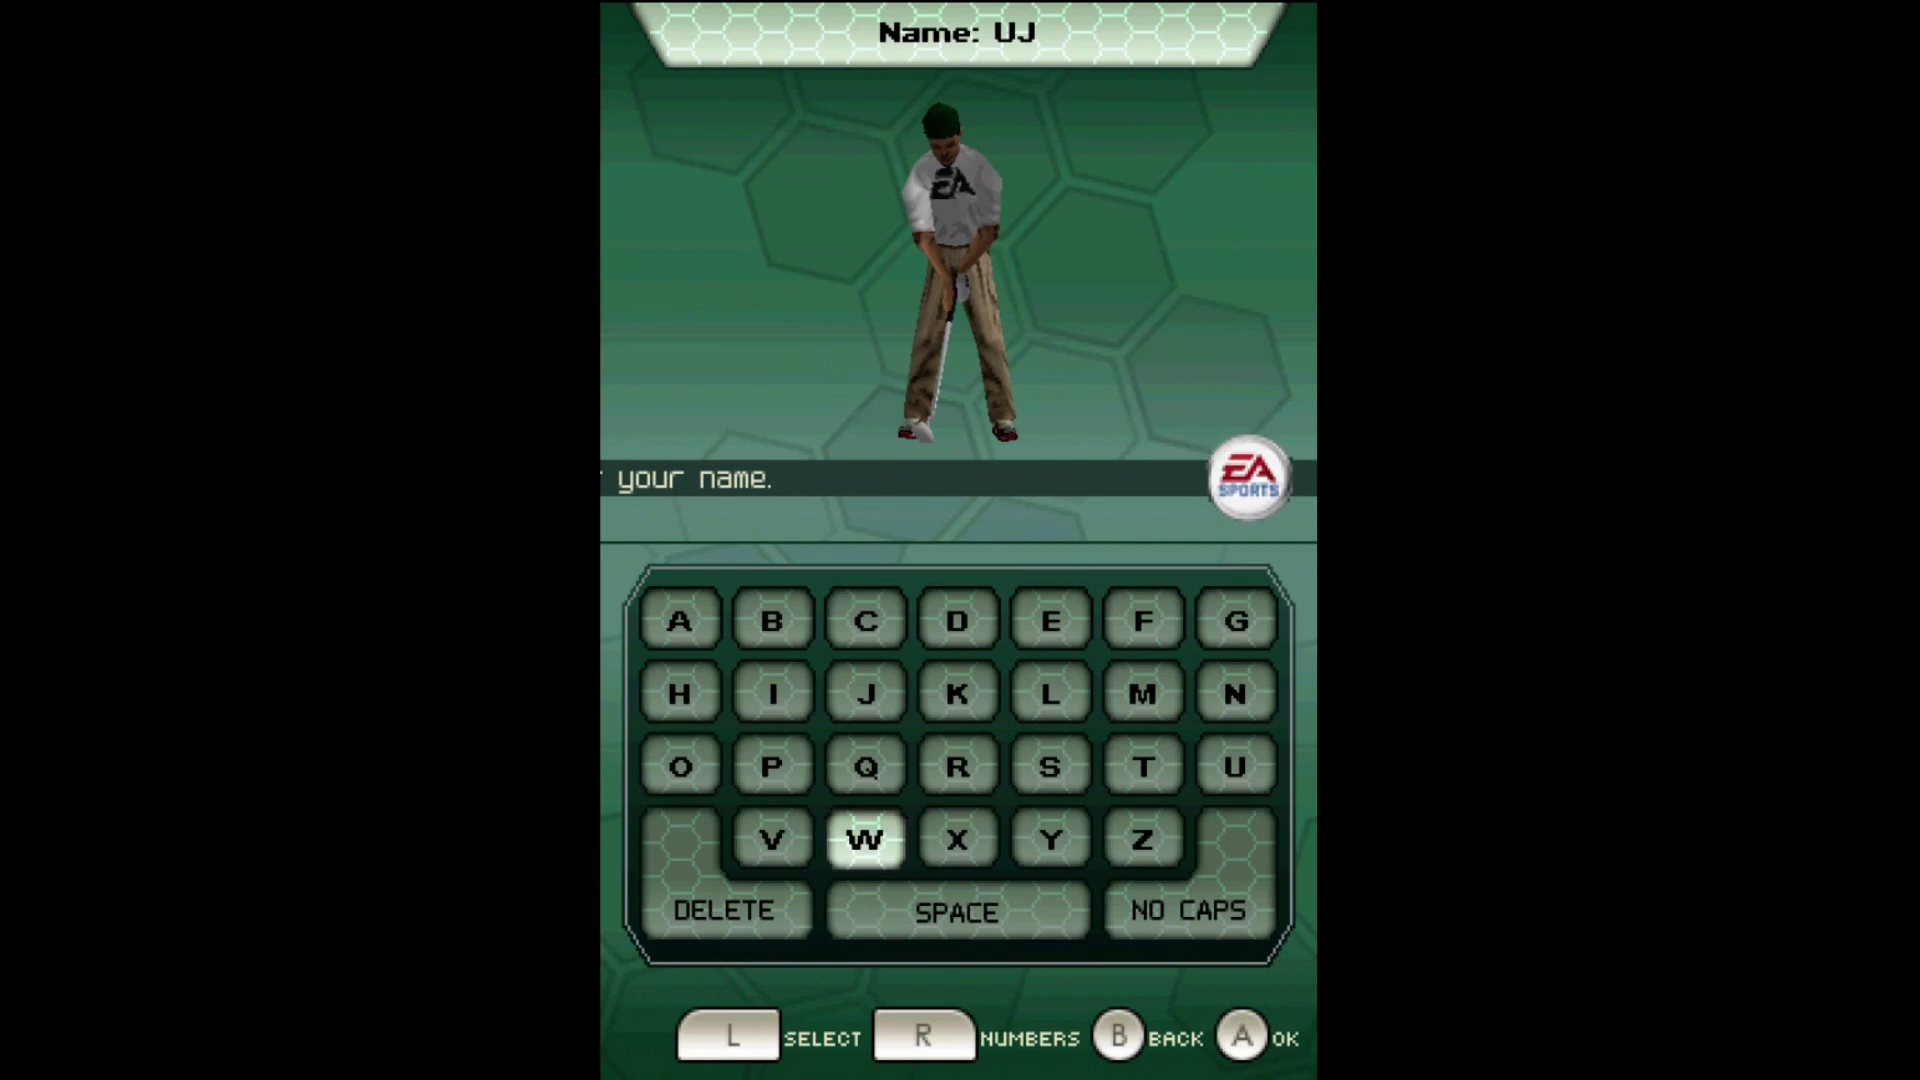 Name: UJ
EA
your name.
EA
SPORTS
A B C D E F G
H I J K L M N
O P Q R S T U
V W X Y Z
DELETE SPACE NO CAPS
L SELECT R NUMBERS B BACK A OK